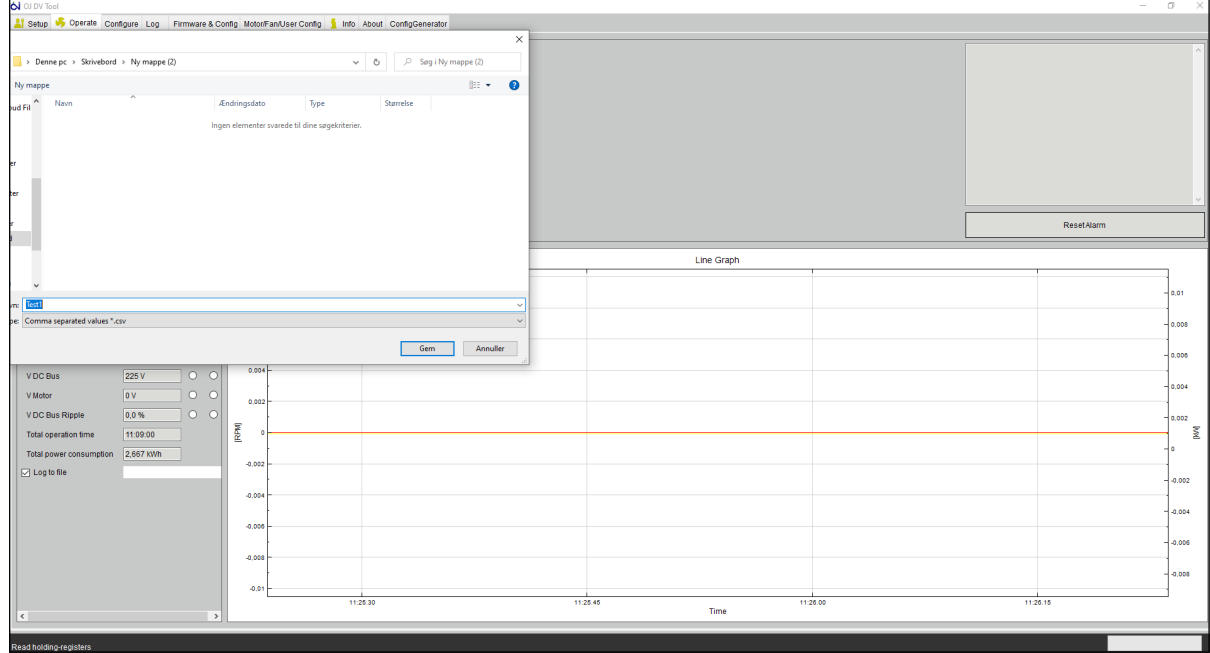 OJ DV Tool
Setup Operate Configure Log Firmware & Config Motor/Fan/User Config Info About ConfigGenerator
Denne pc Skrivebord Ny mappe (2)
Søg i Ny mappe (2)
Ny mappe
Navn Ændringsdato Type Størrelse
ud Fil
Ingen elementer svarede til dine søgekriterier.
er
ter
Reset Alarm
Line Graph
vn: Test1
pe: Comma separated values *.csv
Gem Annuller
V DC Bus 225 V
V Motor 0 V
V DC Bus Ripple 0,0 %
Total operation time 11:09:00
Total power consumption 2,667 kWh
Log to file
[RPM]
0,004
0,002
0
-0,002
-0,004
-0,006
-0,008
-0,01
0,01
0,008
0,006
0,004
0,002
0
-0,002
-0,004
-0,006
-0,008
[kW]
11:25:30 11:25:45 11:26:00 11:26:15
Time
Read holding-registers